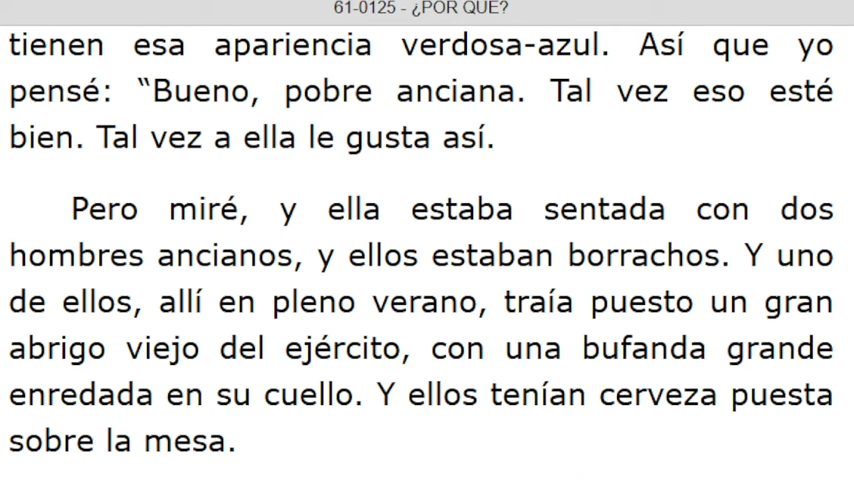 61-0125 - ¿POR QUE?
tienen esa apariencia verdosa-azul. Así que yo
pensé: “Bueno, pobre anciana. Tal vez eso esté
bien. Tal vez a ella le gusta así.
Pero miré, y ella estaba sentada con dos
hombres ancianos, y ellos estaban borrachos. Y uno
de ellos, allí en pleno verano, traía puesto un gran
abrigo viejo del ejército, con una bufanda grande
enredada en su cuello. Y ellos tenían cerveza puesta
sobre la mesa.